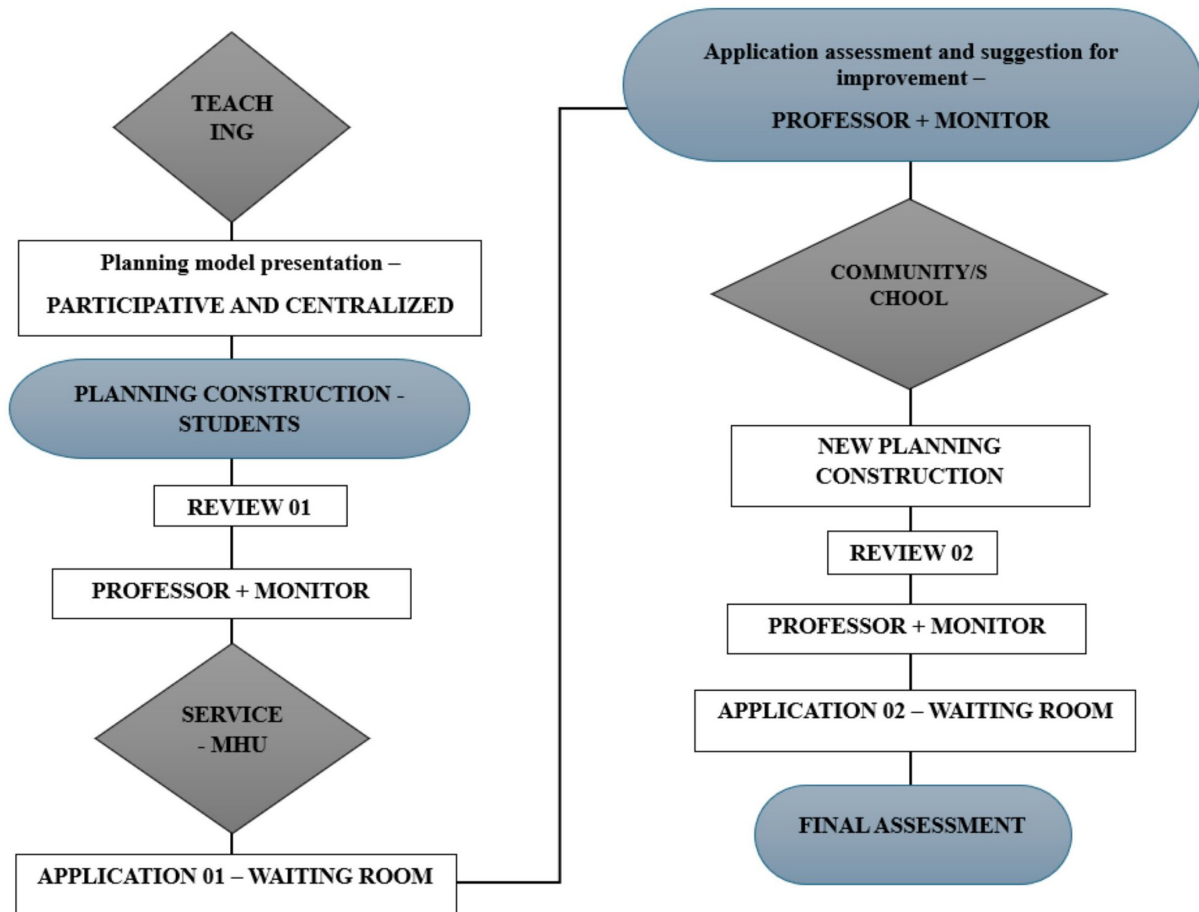 TEACH
ING
Planning model presentation –
PARTICIPATIVE AND CENTRALIZED
PLANNING CONSTRUCTION -
STUDENTS
REVIEW 01
PROFESSOR + MONITOR
SERVICE
- MHU
APPLICATION 01 – WAITING ROOM
Application assessment and suggestion for
improvement –
PROFESSOR + MONITOR
COMMUNITY/S
CHOOL
NEW PLANNING
CONSTRUCTION
REVIEW 02
PROFESSOR + MONITOR
APPLICATION 02 – WAITING ROOM
FINAL ASSESSMENT